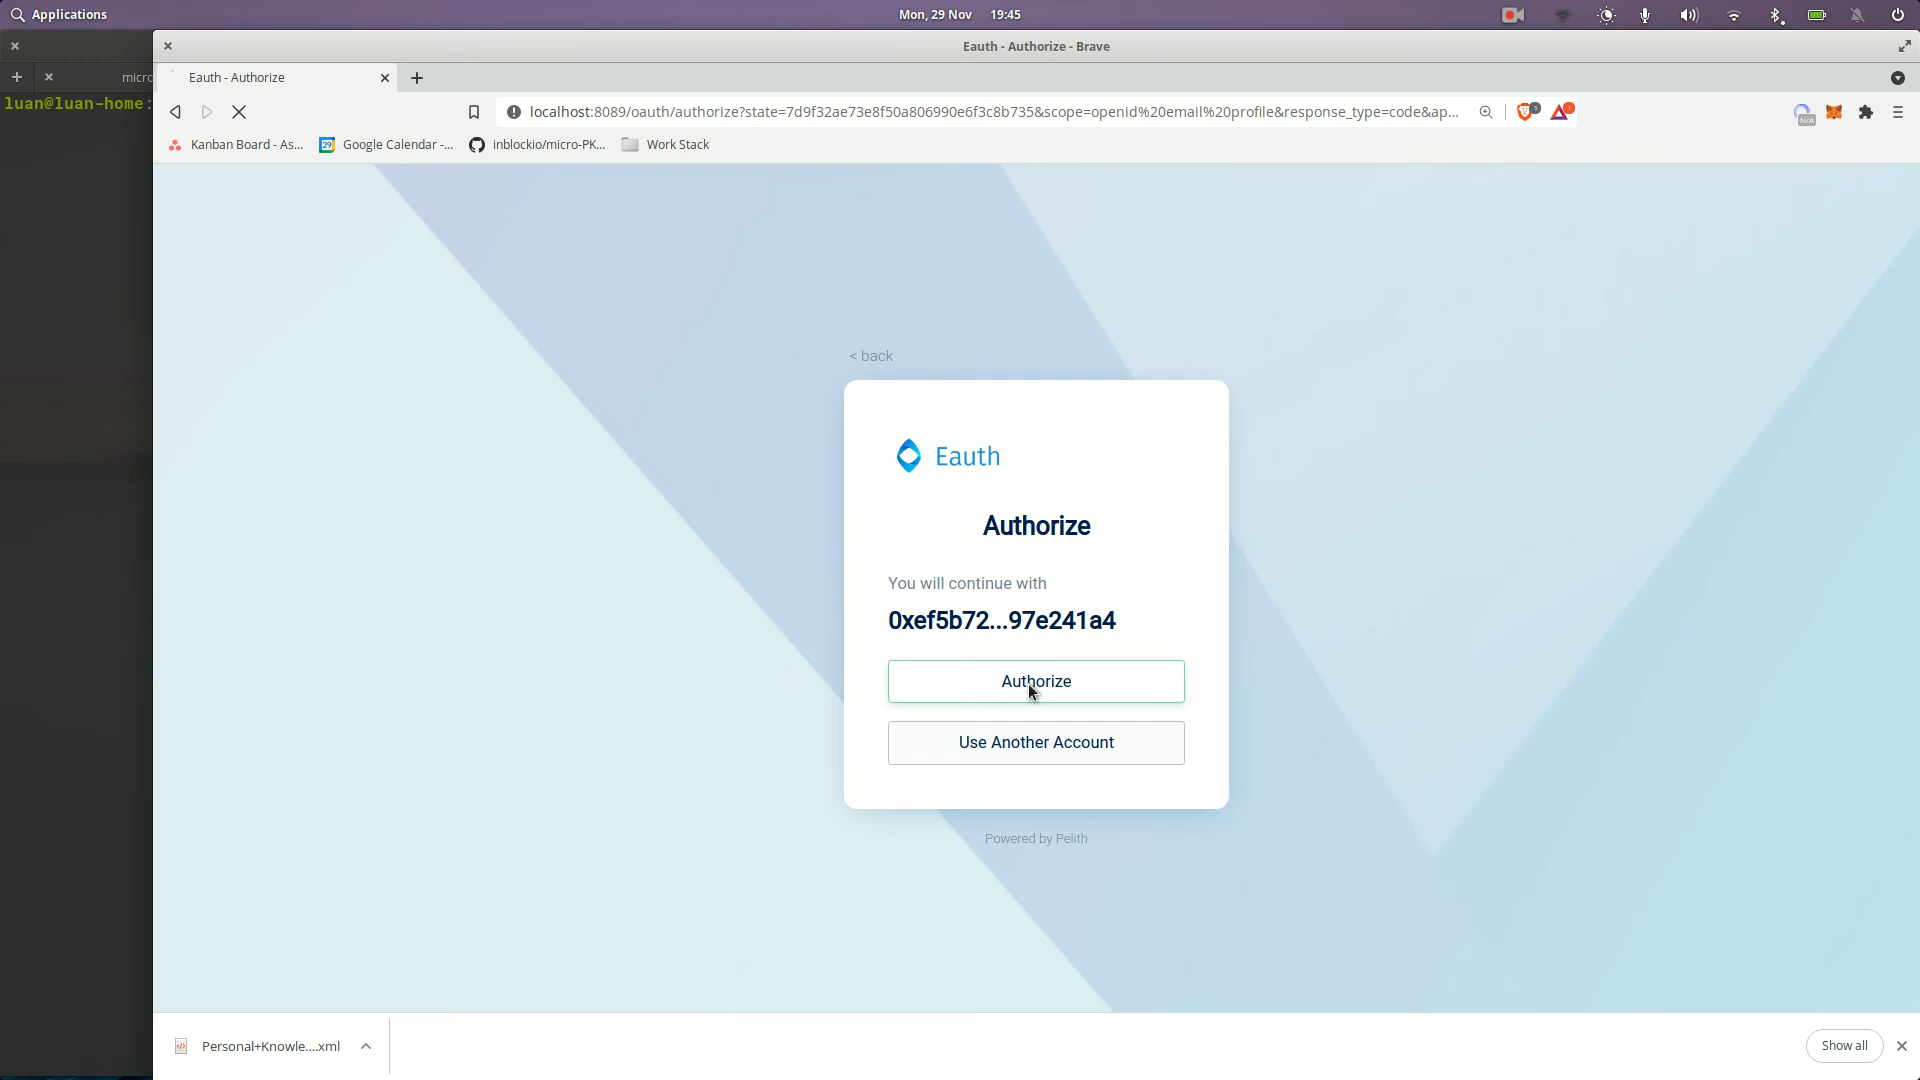 Applications
Mon, 29 Nov 19:45
Eauth - Authorize - Brave
micro
Eauth - Authorize
luan@luan-home:
localhost:8089/oauth/authorize?state=7d9f32ae73e8f50a806990e6f3c8b735&scope=openid%20email%20profile&response_type=code&ap...
5
1
N/A
Kanban Board - As...
29
Google Calendar -...
inblockio/micro-PK...
Work Stack
< back
Eauth
Authorize
You will continue with
0xef5b72...97e241a4
Authorize
Use Another Account
Powered by Pelith
Personal+Knowle....xml
Show all